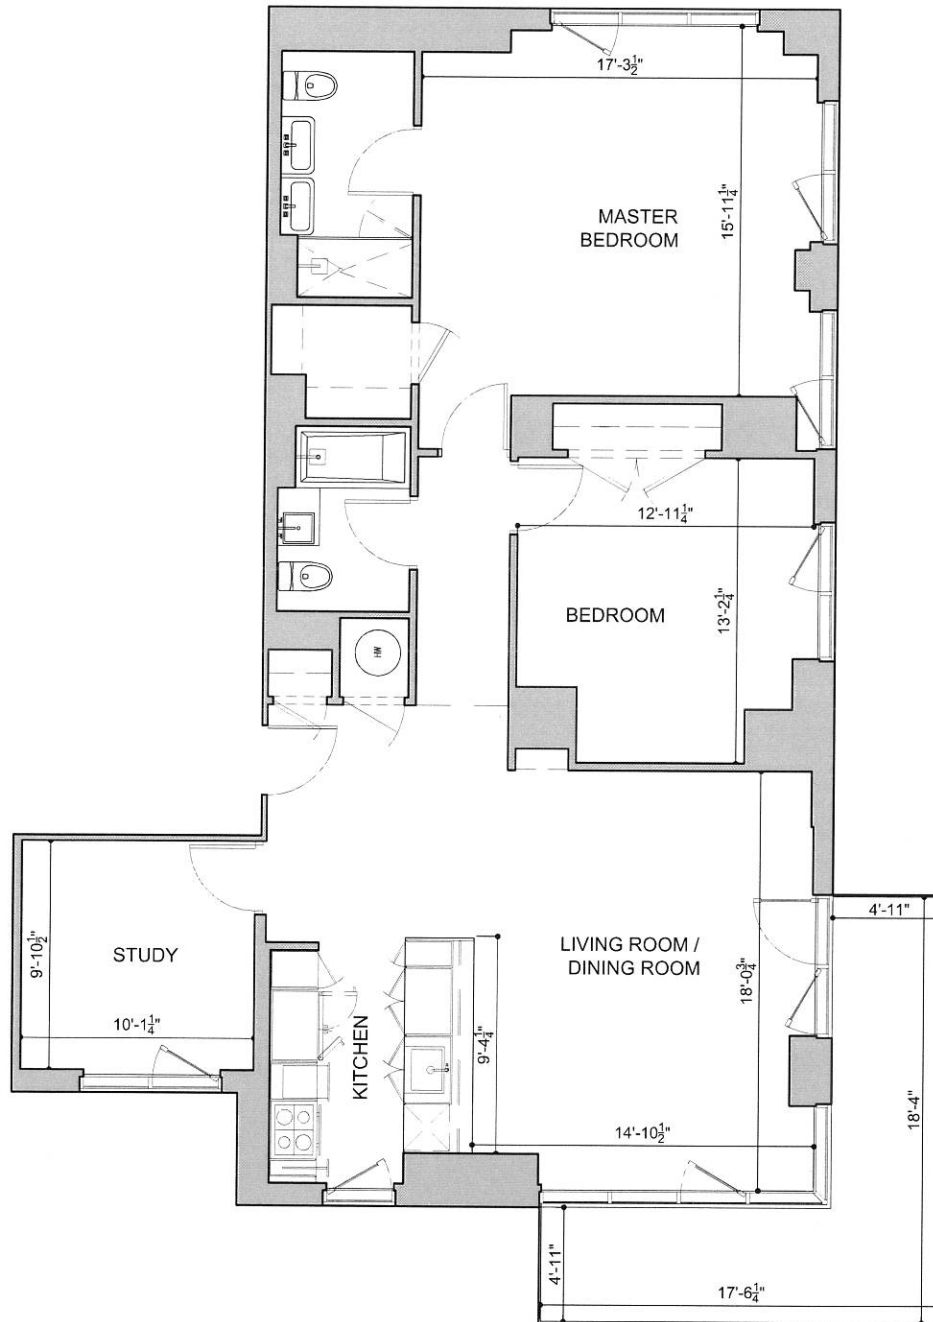 17'-3½"
15'-11¼"
MASTER
BEDROOM
12'-11¼"
13'-2¼"
BEDROOM
HW
4'-11"
9'-10½"
STUDY
LIVING ROOM /
DINING ROOM
18'-0¾"
10'-1¼"
KITCHEN
9'-4¼"
14'-10½"
18'-4"
4'-11"
17'-6¼"